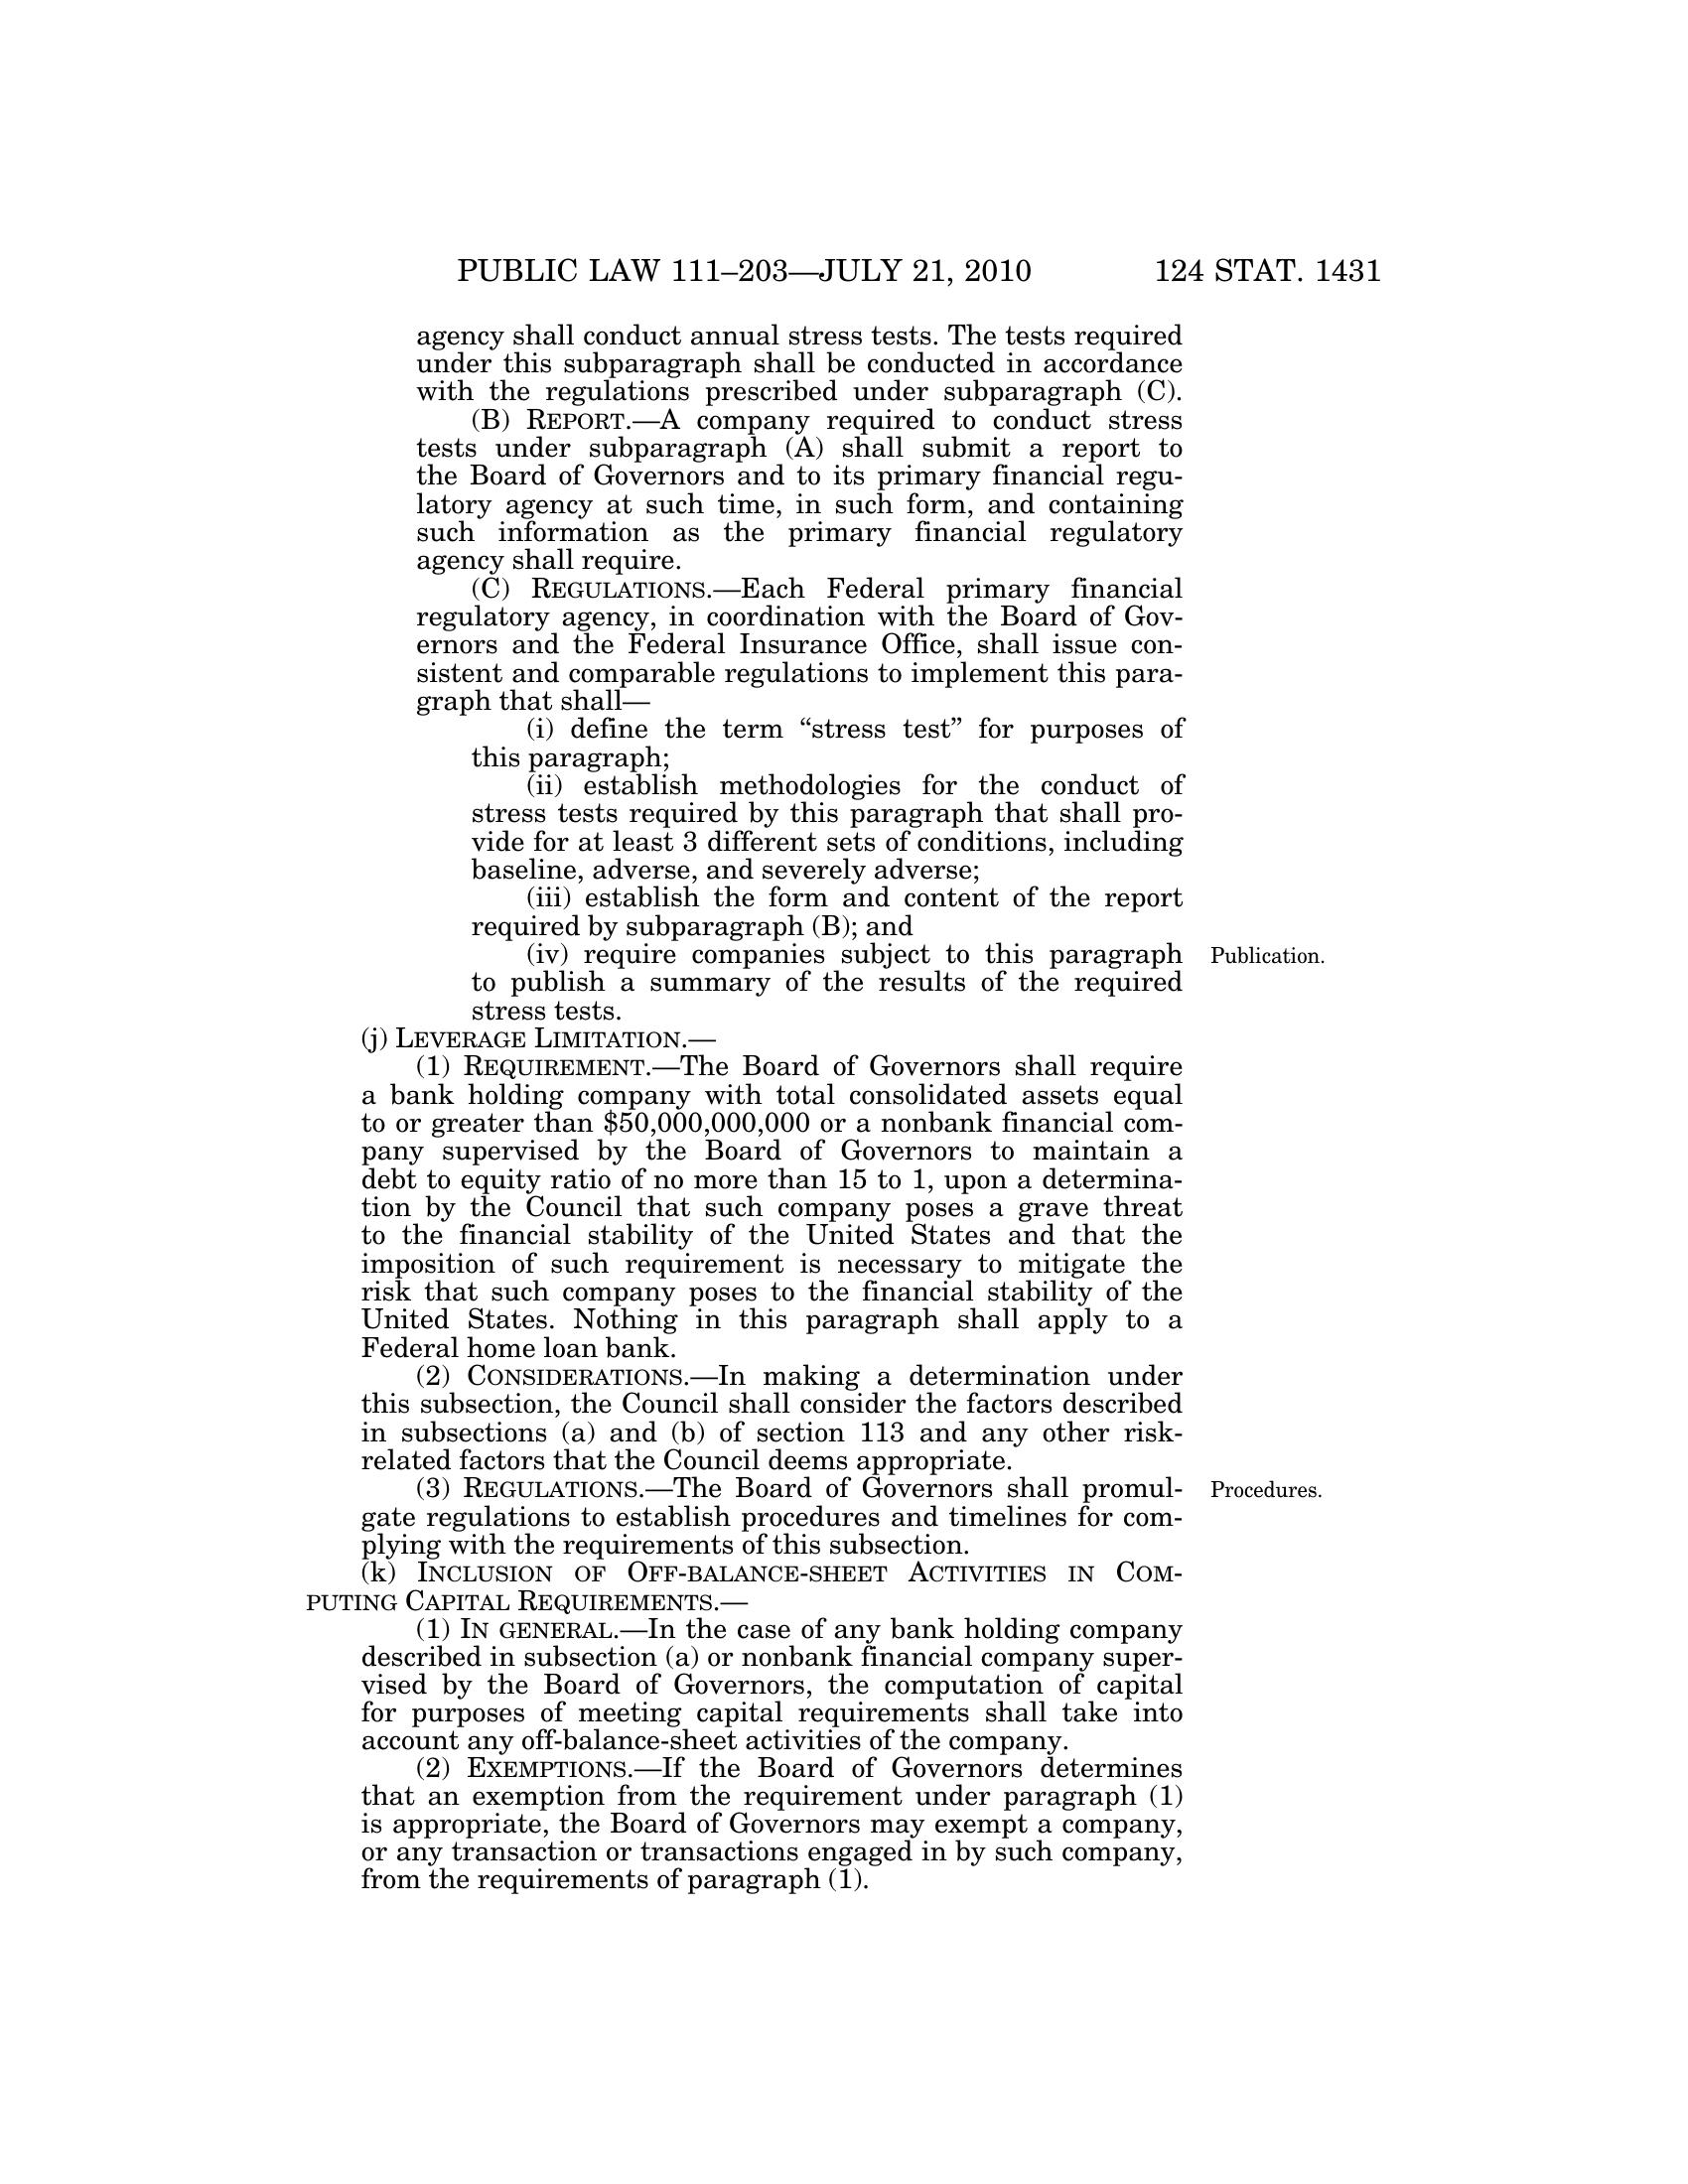 PUBLIC LAW 111–203—JULY 21, 2010 124 STAT. 1431
agency shall conduct annual stress tests. The tests required
under this subparagraph shall be conducted in accordance
with the regulations prescribed under subparagraph (C).
(B) REPORT.—A company required to conduct stress
tests under subparagraph (A) shall submit a report to
the Board of Governors and to its primary financial regu-
latory agency at such time, in such form, and containing
such information as the primary financial regulatory
agency shall require.
(C) REGULATIONS.—Each Federal primary financial
regulatory agency, in coordination with the Board of Gov-
ernors and the Federal Insurance Office, shall issue con-
sistent and comparable regulations to implement this para-
graph that shall—
(i) define the term “stress test” for purposes of
this paragraph;
(ii) establish methodologies for the conduct of
stress tests required by this paragraph that shall pro-
vide for at least 3 different sets of conditions, including
baseline, adverse, and severely adverse;
(iii) establish the form and content of the report
required by subparagraph (B); and
(iv) require companies subject to this paragraph Publication.
to publish a summary of the results of the required
stress tests.
(j) LEVERAGE LIMITATION.—
(1) REQUIREMENT.—The Board of Governors shall require
a bank holding company with total consolidated assets equal
to or greater than $50,000,000,000 or a nonbank financial com-
pany supervised by the Board of Governors to maintain a
debt to equity ratio of no more than 15 to 1, upon a determina-
tion by the Council that such company poses a grave threat
to the financial stability of the United States and that the
imposition of such requirement is necessary to mitigate the
risk that such company poses to the financial stability of the
United States. Nothing in this paragraph shall apply to a
Federal home loan bank.
(2) CONSIDERATIONS.—In making a determination under
this subsection, the Council shall consider the factors described
in subsections (a) and (b) of section 113 and any other risk-
related factors that the Council deems appropriate.
(3) REGULATIONS.—The Board of Governors shall promul- Procedures.
gate regulations to establish procedures and timelines for com-
plying with the requirements of this subsection.
(k) INCLUSION OF OFF-BALANCE-SHEET ACTIVITIES IN COM-
PUTING CAPITAL REQUIREMENTS.—
(1) IN GENERAL.—In the case of any bank holding company
described in subsection (a) or nonbank financial company super-
vised by the Board of Governors, the computation of capital
for purposes of meeting capital requirements shall take into
account any off-balance-sheet activities of the company.
(2) EXEMPTIONS.—If the Board of Governors determines
that an exemption from the requirement under paragraph (1)
is appropriate, the Board of Governors may exempt a company,
or any transaction or transactions engaged in by such company,
from the requirements of paragraph (1).